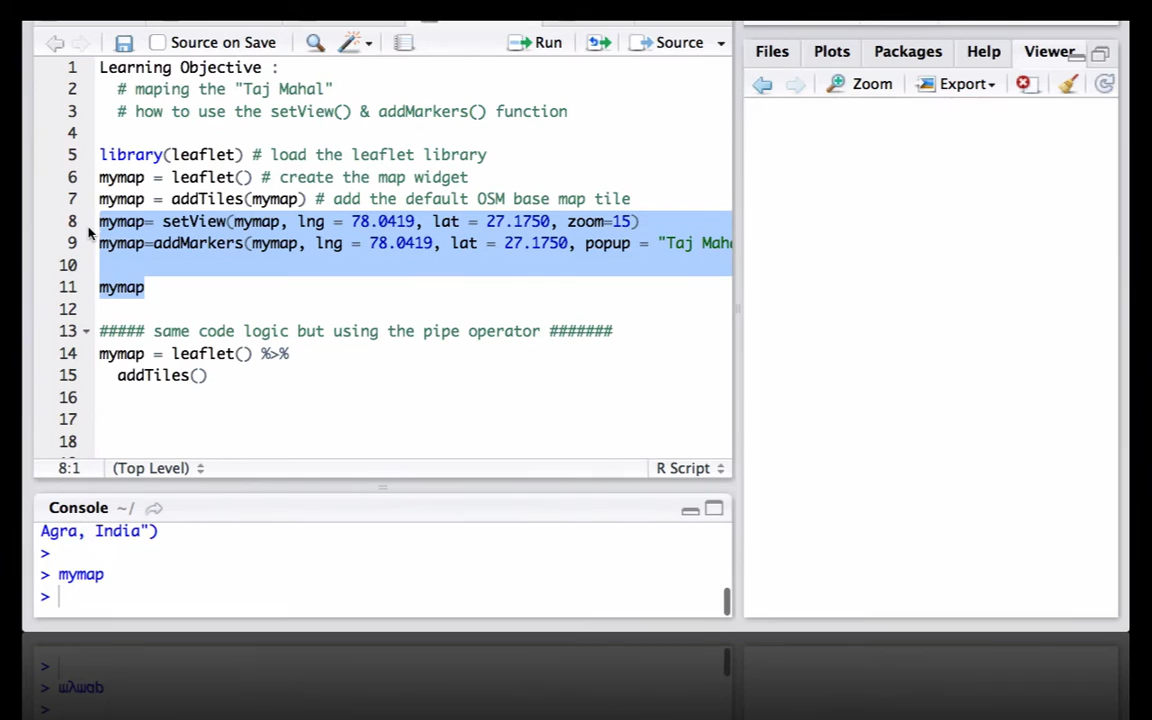 Source on Save Run Source
Files Plots Packages Help Viewer
Zoom Export
1 Learning Objective :
2 # maping the "Taj Mahal"
3 # how to use the setView() & addMarkers() function
4
5 library(leaflet) # load the leaflet library
6 mymap = leaflet() # create the map widget
7 mymap = addTiles(mymap) # add the default OSM base map tile
8 mymap= setView(mymap, lng = 78.0419, lat = 27.1750, zoom=15)
9 mymap=addMarkers(mymap, lng = 78.0419, lat = 27.1750, popup = "Taj Maha
10
11 mymap
12
13 ##### same code logic but using the pipe operator #######
14 mymap = leaflet() %>%
15 addTiles()
16
17
18
8:1 (Top Level) R Script
Console ~/
Agra, India")
>
> mymap
>